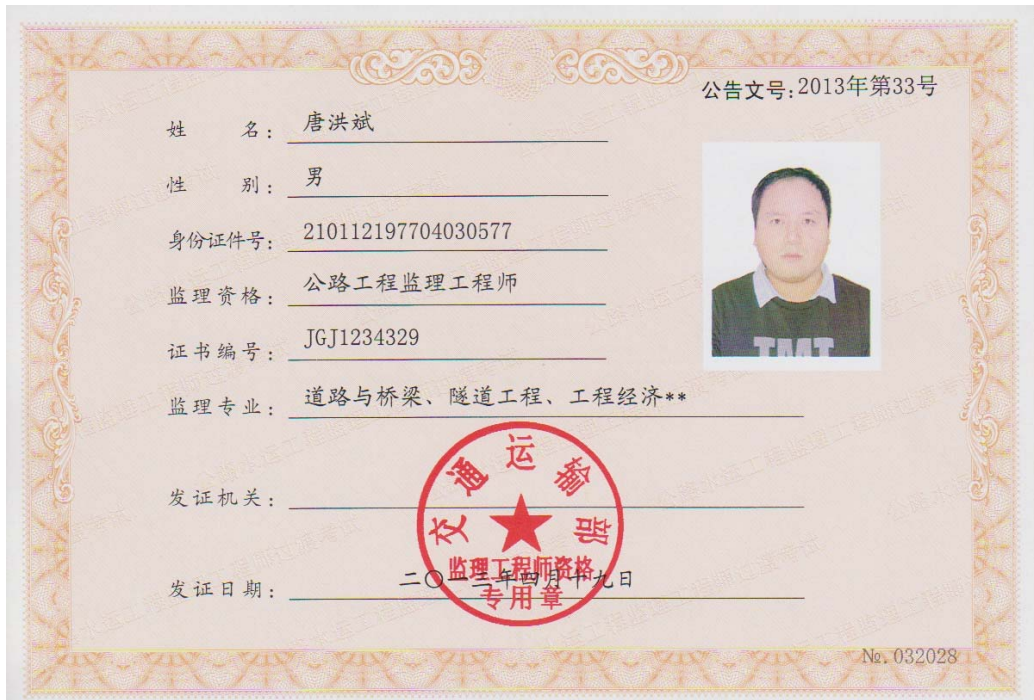 公告文号:2013年第33号
姓 名: 唐洪斌
性 别: 男
身份证件号: 210112197704030577
监理资格: 公路工程监理工程师
证书编号: JGJ1234329
监理专业: 道路与桥梁、隧道工程、工程经济**
发证机关:
交通运输部
监理工程师资格
专用章
发证日期: 二〇一三年四月十九日
№.032028
TMT